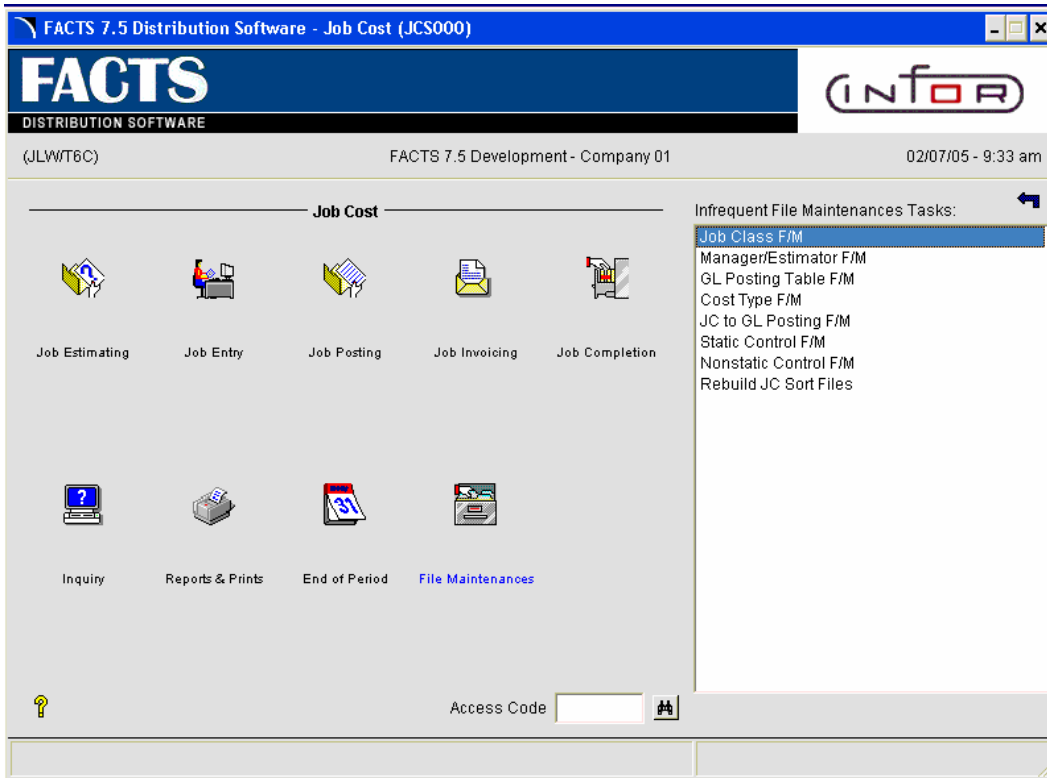 FACTS 7.5 Distribution Software - Job Cost (JCS000)
FACTS
DISTRIBUTION SOFTWARE
INFOR
(JLW/T6C)
FACTS 7.5 Development - Company 01
02/07/05 - 9:33 am
Job Cost
Job Estimating
Job Entry
Job Posting
Job Invoicing
Job Completion
Inquiry
Reports & Prints
End of Period
File Maintenances
Access Code
Infrequent File Maintenances Tasks:
Job Class F/M
Manager/Estimator F/M
GL Posting Table F/M
Cost Type F/M
JC to GL Posting F/M
Static Control F/M
Nonstatic Control F/M
Rebuild JC Sort Files
31
?
?